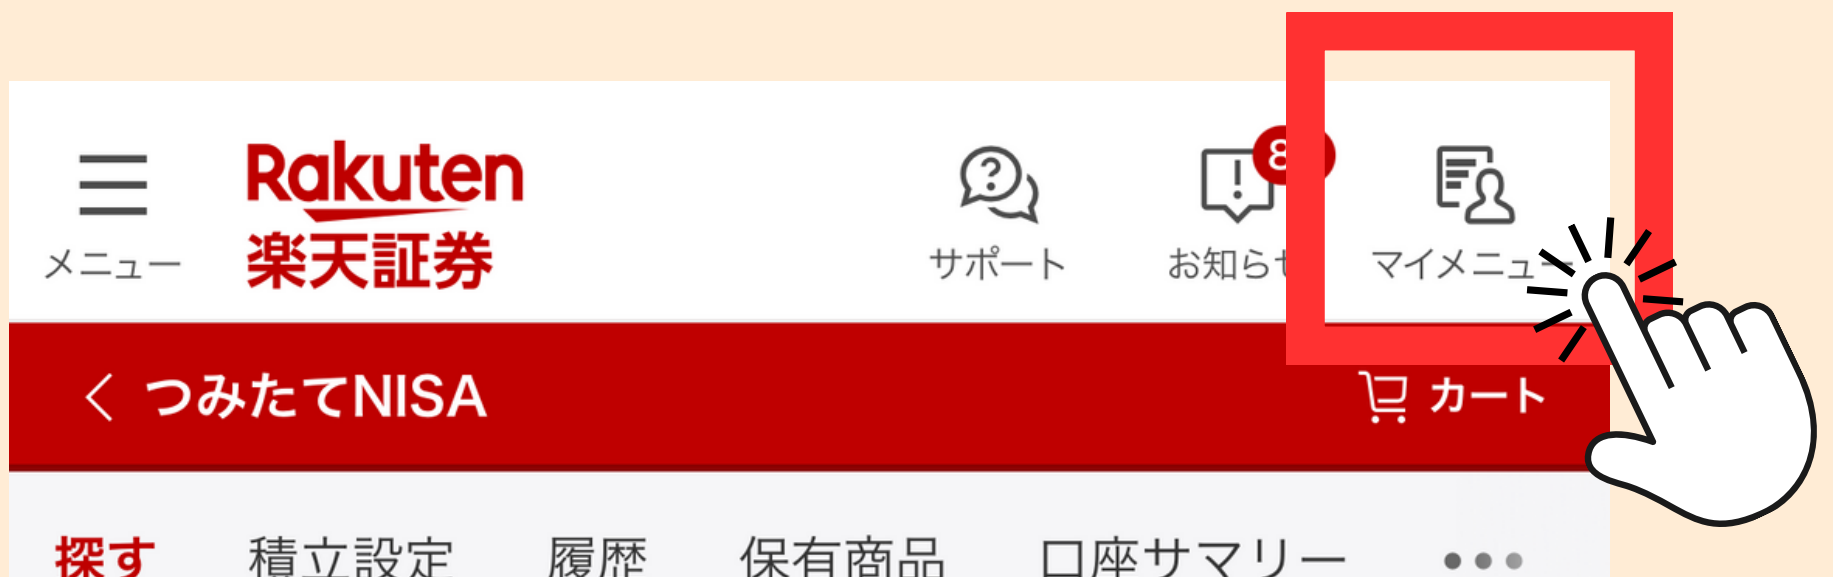 Rakuten
楽天証券
メニュー
サポート
お知らせ
マイメニュー
8
つみたてNISA
カート
探す
積立設定
履歴
保有商品
口座サマリー